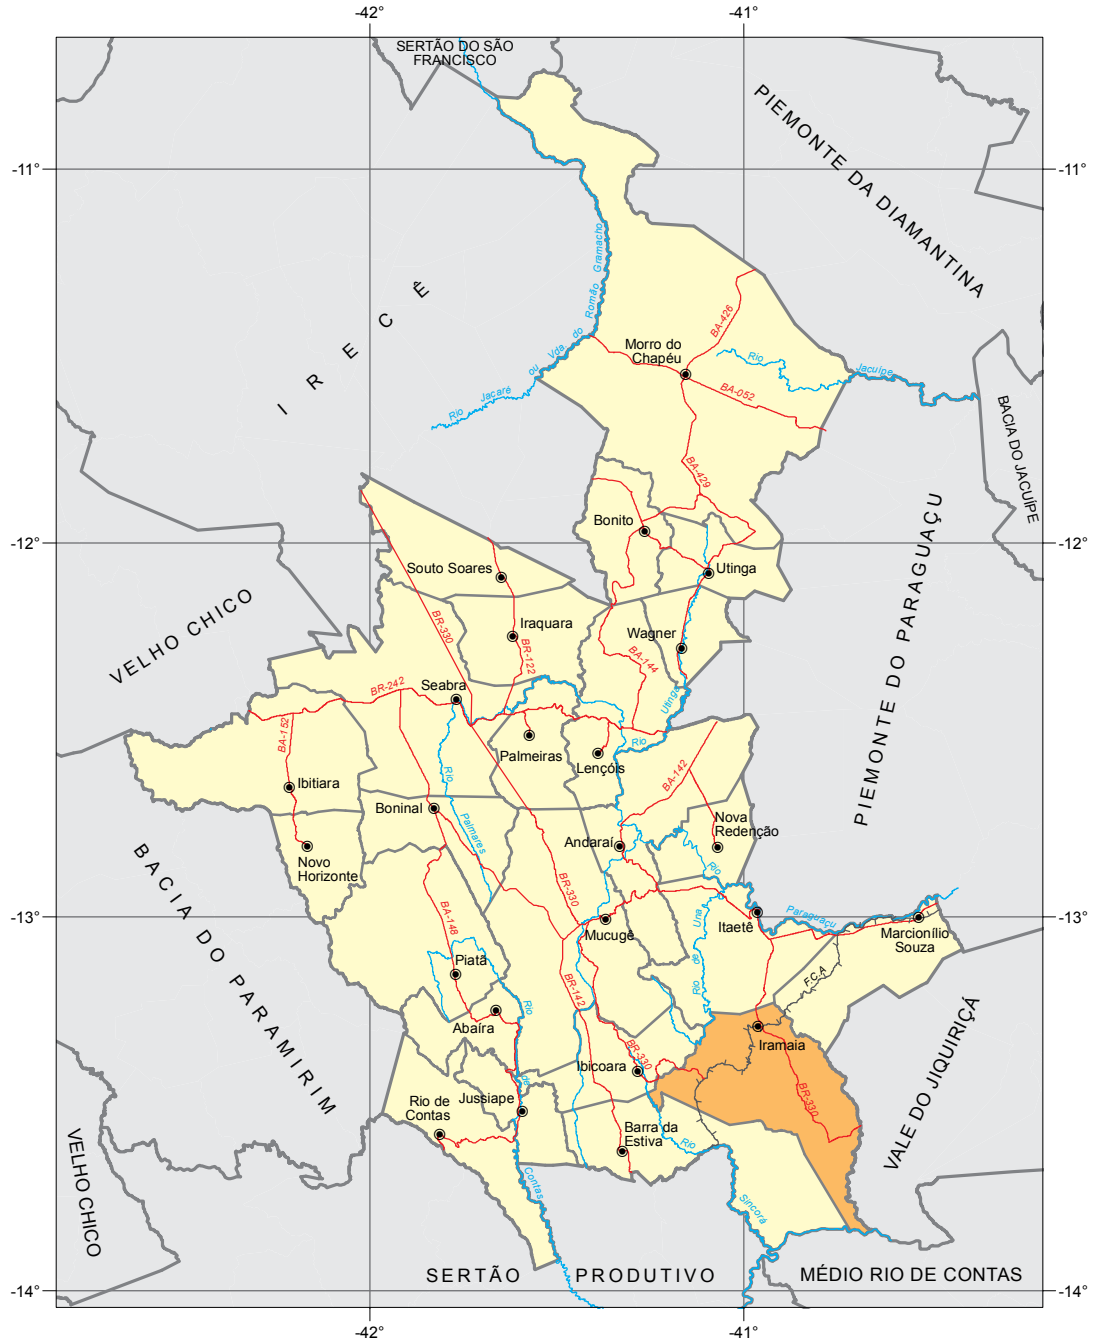 -42°
-41°
SERTÃO DO SÃO
FRANCISCO
PIEMONTE DA DIAMANTINA
-11°
-11°
Rio Jacaré ou Vda. do Romão Gramacho
IRECÊ
BA-426
Morro do
Chapéu
Rio Jacuípe
BA-052
BACIA DO JACUÍPE
BA-429
Bonito
-12°
-12°
Utinga
Souto Soares
PIEMONTE DO PARAGUAÇU
VELHO CHICO
BR-330
Iraquara
BR-122
Wagner
BA-144
Rio Utinga
BR-242
Seabra
BA-152
Rio Palmares
Palmeiras
Lençóis
BA-142
Ibitiara
Boninal
Nova
Redenção
Andaraí
Novo
Horizonte
BACIA DO PARAMIRIM
BR-330
Rio Paraguaçu
-13°
-13°
BA-148
Mucugê
Rio de Una
Itaetê
Marcionílio
Souza
Piatã
F.C.A
BR-142
Rio de Contas
Abaíra
Iramaia
VALE DO JIQUIRIÇÁ
Ibicoara
BR-330
BR-330
Jussiape
Rio de
Contas
Barra da
Estiva
Rio Sincorá
VELHO CHICO
SERTÃO PRODUTIVO
MÉDIO RIO DE CONTAS
-14°
-14°
-42°
-41°